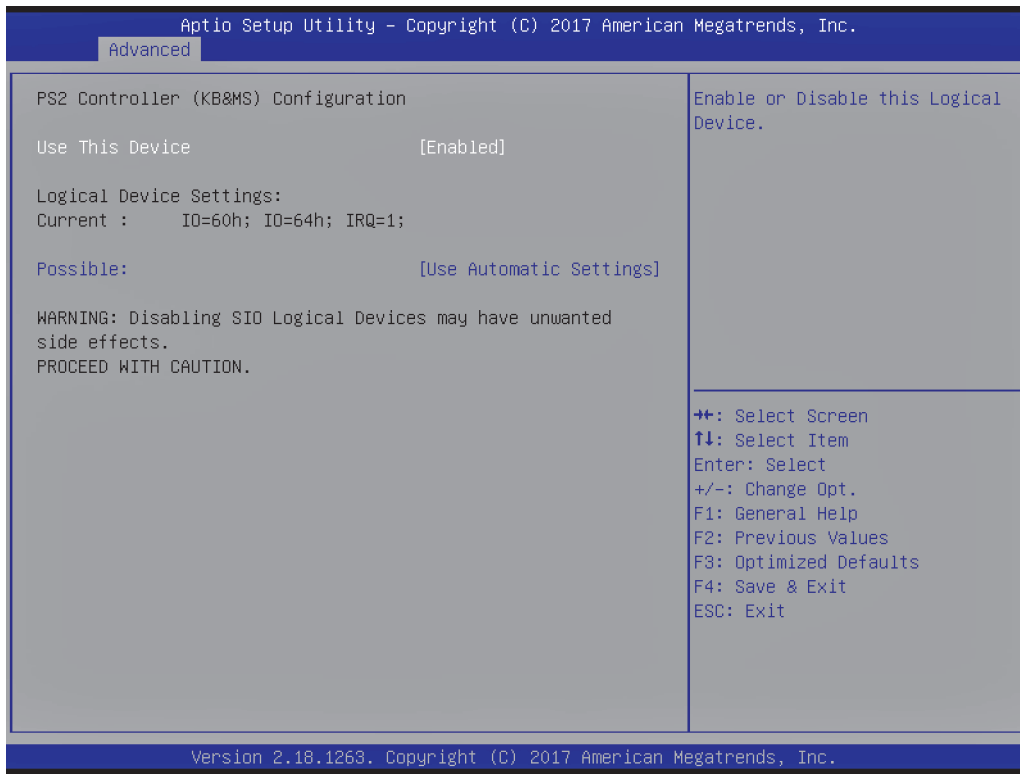 Aptio Setup Utility – Copyright (C) 2017 American Megatrends, Inc.
Advanced
PS2 Controller (KB&MS) Configuration
Use This Device [Enabled]
Logical Device Settings:
Current : IO=60h; IO=64h; IRQ=1;
Possible: [Use Automatic Settings]
WARNING: Disabling SIO Logical Devices may have unwanted
side effects.
PROCEED WITH CAUTION.
Enable or Disable this Logical
Device.
→←: Select Screen
↑↓: Select Item
Enter: Select
+/-: Change Opt.
F1: General Help
F2: Previous Values
F3: Optimized Defaults
F4: Save & Exit
ESC: Exit
Version 2.18.1263. Copyright (C) 2017 American Megatrends, Inc.